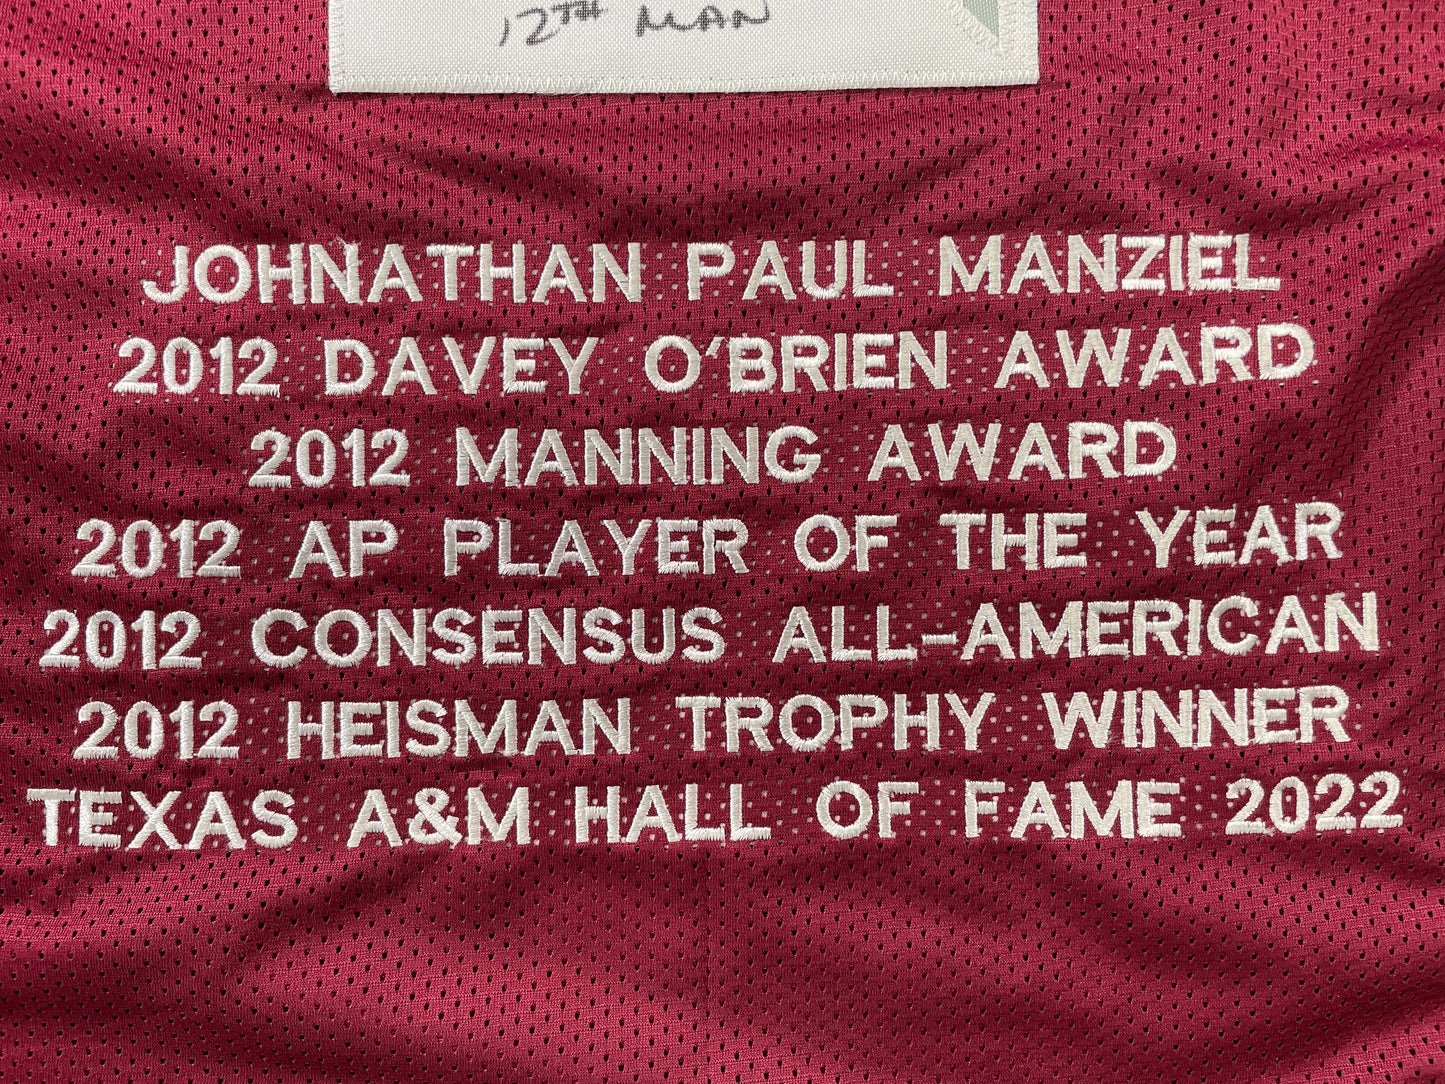 12TH MAN
JOHNATHAN PAUL MANZIEL
2012 DAVEY O'BRIEN AWARD
2012 MANNING AWARD
2012 AP PLAYER OF THE YEAR
2012 CONSENSUS ALL-AMERICAN
2012 HEISMAN TROPHY WINNER
TEXAS A&M HALL OF FAME 2022